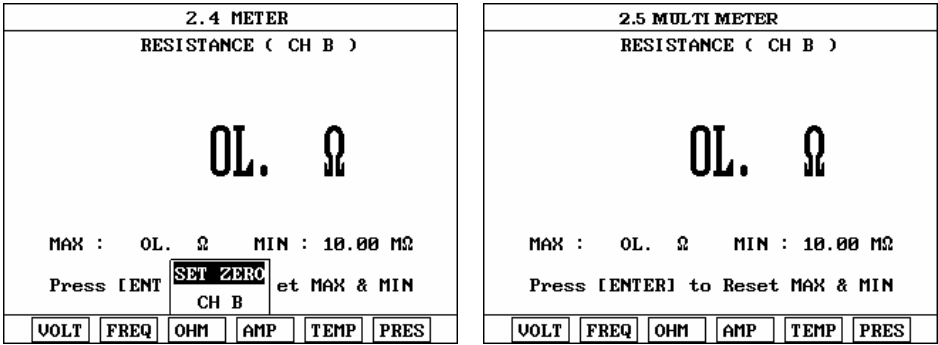 2.4 METER
RESISTANCE ( CH B )
OL. Ω
MAX : OL. Ω MIN : 10.00 MΩ
Press [ENT et MAX & MIN
SET ZERO
CH B
VOLT FREQ OHM AMP TEMP PRES
2.5 MULTI METER
RESISTANCE ( CH B )
OL. Ω
MAX : OL. Ω MIN : 10.00 MΩ
Press [ENTER] to Reset MAX & MIN
VOLT FREQ OHM AMP TEMP PRES